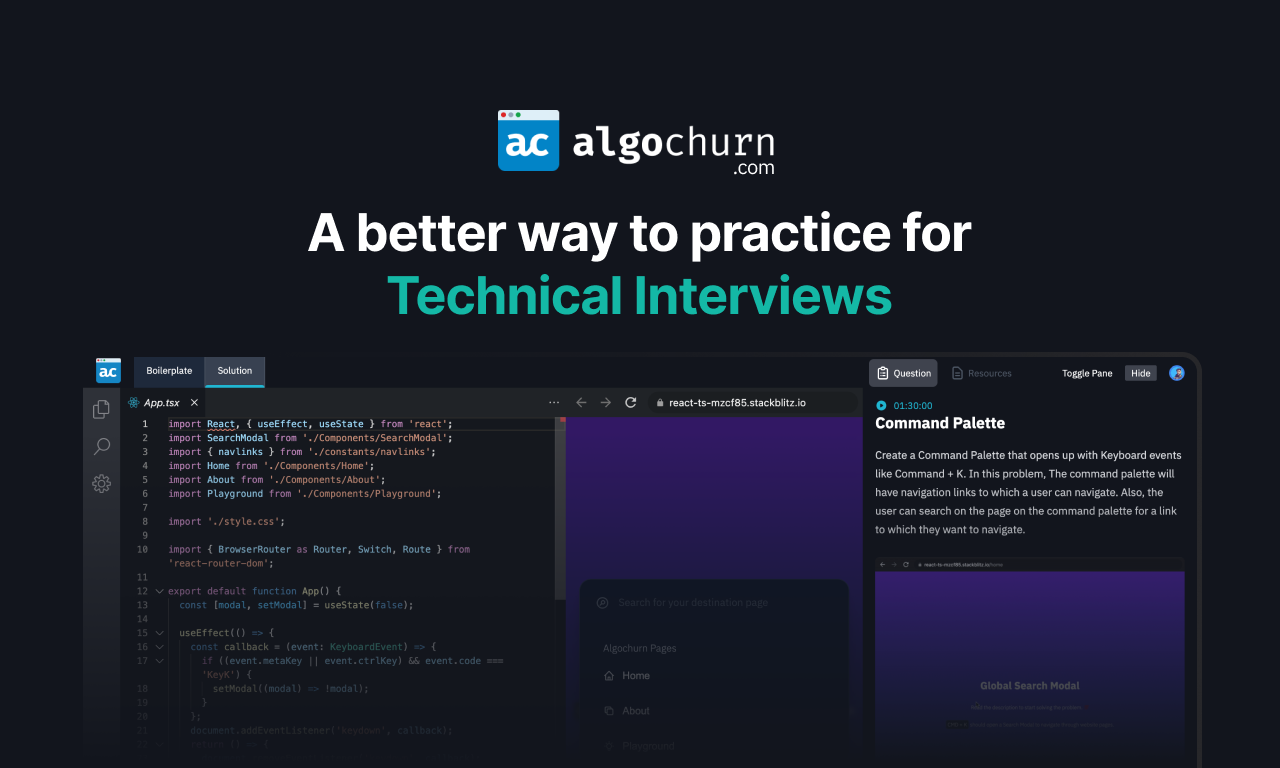 ac algochurn
.com
A better way to practice for
Technical Interviews
ac Boilerplate Solution
Question Resources Toggle Pane Hide
App.tsx
react-ts-mzcf85.stackblitz.io
1 import React, { useEffect, useState } from 'react';
2 import SearchModal from './Components/SearchModal';
3 import { navlinks } from './constants/navlinks';
4 import Home from './Components/Home';
5 import About from './Components/About';
6 import Playground from './Components/Playground';
7
8 import './style.css';
9
10 import { BrowserRouter as Router, Switch, Route } from
'react-router-dom';
11
12 export default function App() {
13 const [modal, setModal] = useState(false);
14
15 useEffect(() => {
16 const callback = (event: KeyboardEvent) => {
17 if ((event.metaKey || event.ctrlKey) && event.code ===
'KeyK') {
18 setModal((modal) => !modal);
19 }
20 };
21 document.addEventListener('keydown', callback);
22 return () => {
Search for your destination page
Algochurn Pages
Home
About
Playground
01:30:00
Command Palette
Create a Command Palette that opens up with Keyboard events
like Command + K. In this problem, The command palette will
have navigation links to which a user can navigate. Also, the
user can search on the page on the command palette for a link
to which they want to navigate.
react-ts-mzcf85.stackblitz.io/home
Global Search Modal